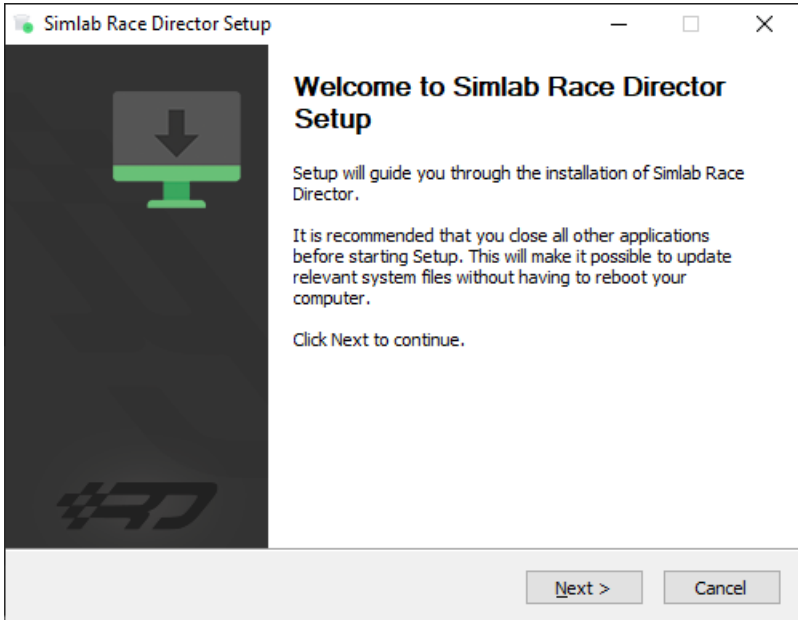 Simlab Race Director Setup
Welcome to Simlab Race Director
Setup
Setup will guide you through the installation of Simlab Race
Director.
It is recommended that you close all other applications
before starting Setup. This will make it possible to update
relevant system files without having to reboot your
computer.
Click Next to continue.
RD
Next >
Cancel